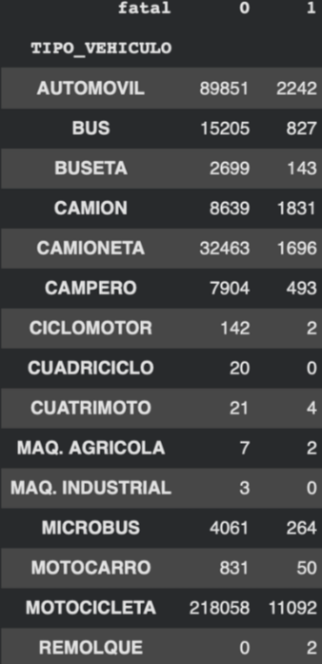 fatal 0 1
TIPO_VEHICULO
AUTOMOVIL 89851 2242
BUS 15205 827
BUSETA 2699 143
CAMION 8639 1831
CAMIONETA 32463 1696
CAMPERO 7904 493
CICLOMOTOR 142 2
CUADRICICLO 20 0
CUATRIMOTO 21 4
MAQ. AGRICOLA 7 2
MAQ. INDUSTRIAL 3 0
MICROBUS 4061 264
MOTOCARRO 831 50
MOTOCICLETA 218058 11092
REMOLQUE 0 2